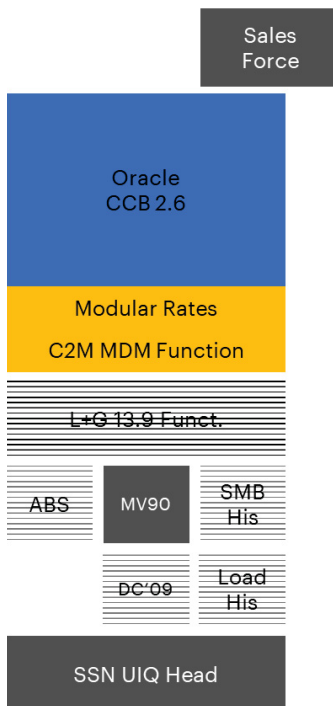 Sales
Force
Oracle
CCB 2.6
Modular Rates
C2M MDM Function
L+G 13.9 Funct.
ABS
MV90
SMB
His
DC‘09
Load
His
SSN UIQ Head